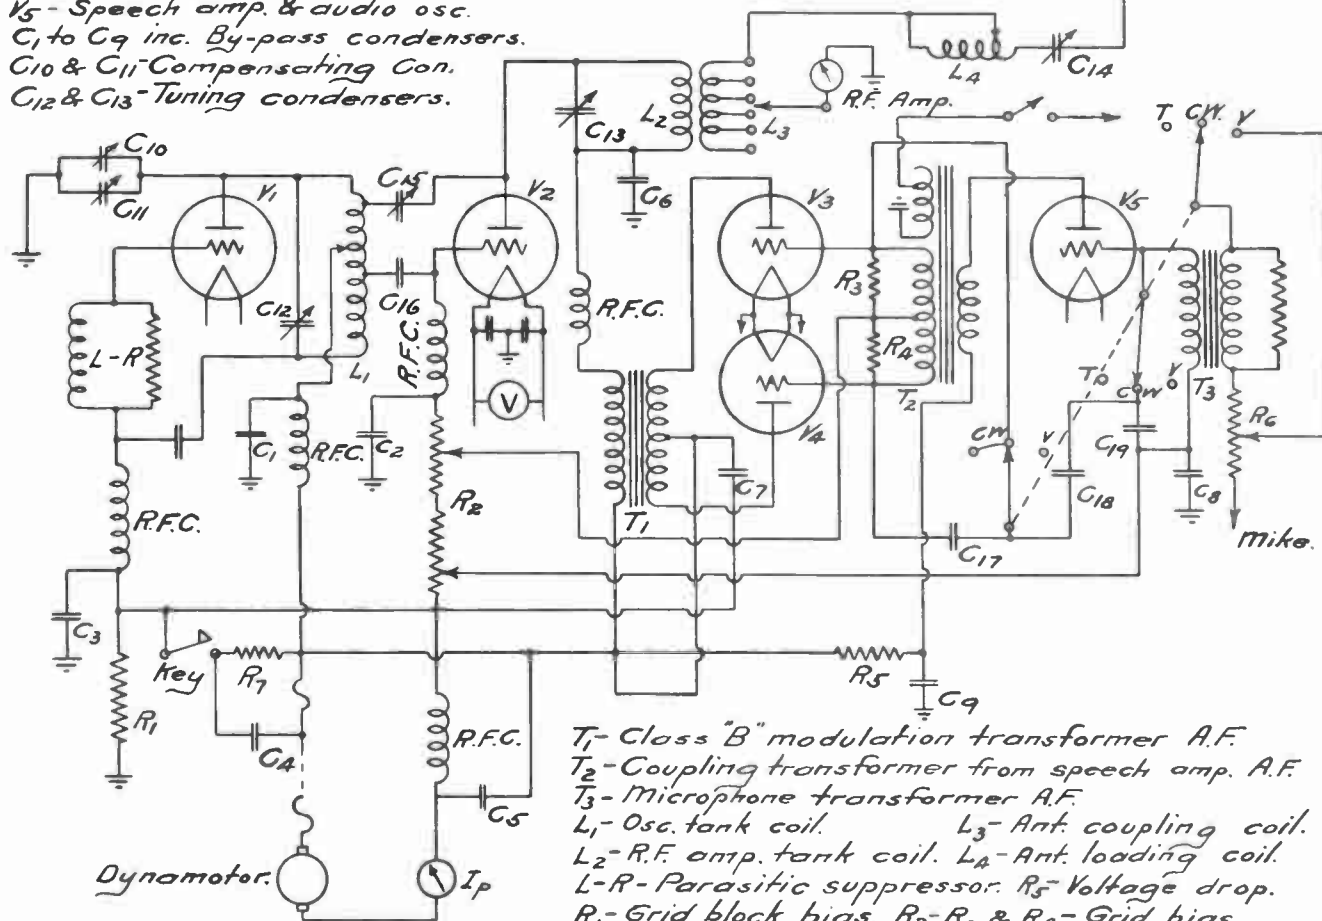 V5 - Speech amp. & audio osc.
C1 to C9 inc. By-pass condensers.
C10 & C11 - Compensating Con.
C12 & C13 - Tuning condensers.
L4
C14
R.F. Amp.
L2
L3
C13
T CW. V
C10
C11
V1
C15
V2
C6
V3
V5
C12
C16
R.F.C.
R3
L-R
L1
R.F.C.
R4
T2
T
CW
V
T3
R6
V
V4
C1
R.F.C.
C2
R2
T1
C7
CW
V
C19
C18
C8
R.F.C.
C17
Mike.
C3
Key
R7
R5
C9
R1
C4
R.F.C.
C5
Dynamotor.
Ip
T1 - Class "B" modulation transformer A.F.
T2 - Coupling transformer from speech amp. A.F.
T3 - Microphone transformer A.F.
L1 - Osc. tank coil. L3 - Ant. coupling coil.
L2 - R.F. amp. tank coil. L4 - Ant. loading coil.
L-R - Parasitic suppressor. R5 - Voltage drop.